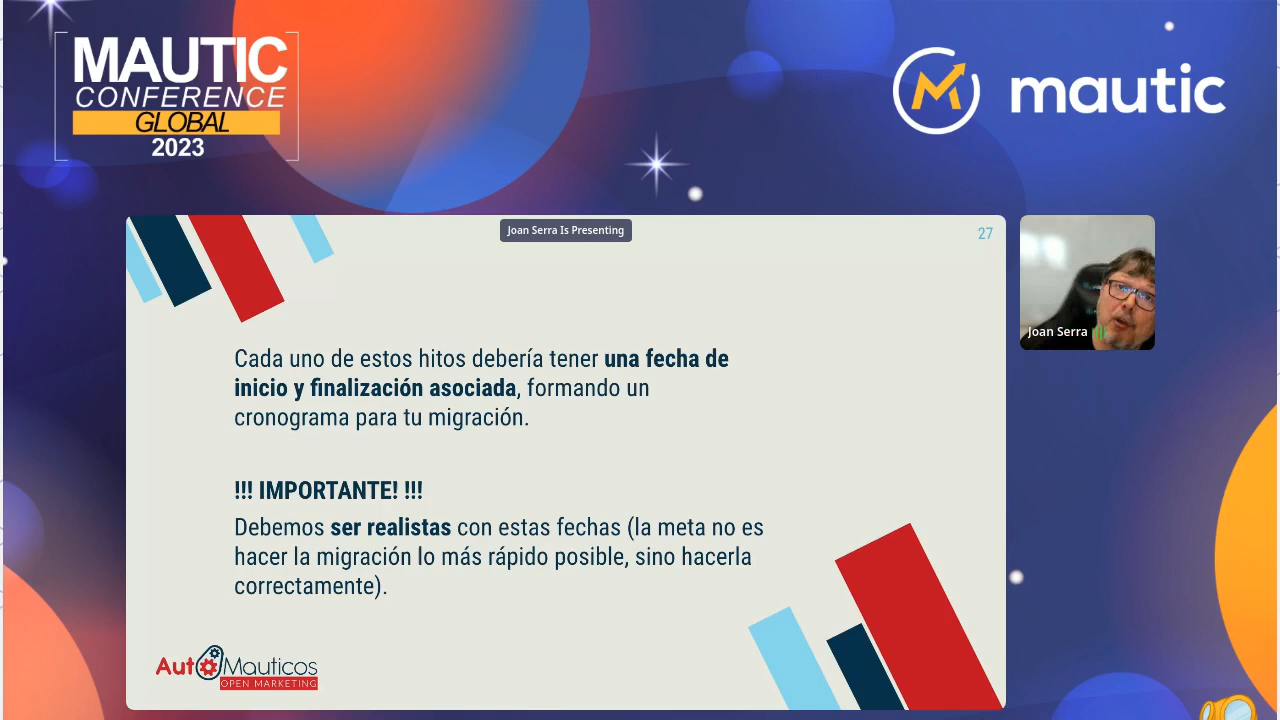 MAUTIC
CONFERENCE
GLOBAL
2023
mautic
Joan Serra Is Presenting
27
Joan Serra
Cada uno de estos hitos debería tener una fecha de
inicio y finalización asociada, formando un
cronograma para tu migración.
!!! IMPORTANTE! !!!
Debemos ser realistas con estas fechas (la meta no es
hacer la migración lo más rápido posible, sino hacerla
correctamente).
AutoMauticos
OPEN MARKETING